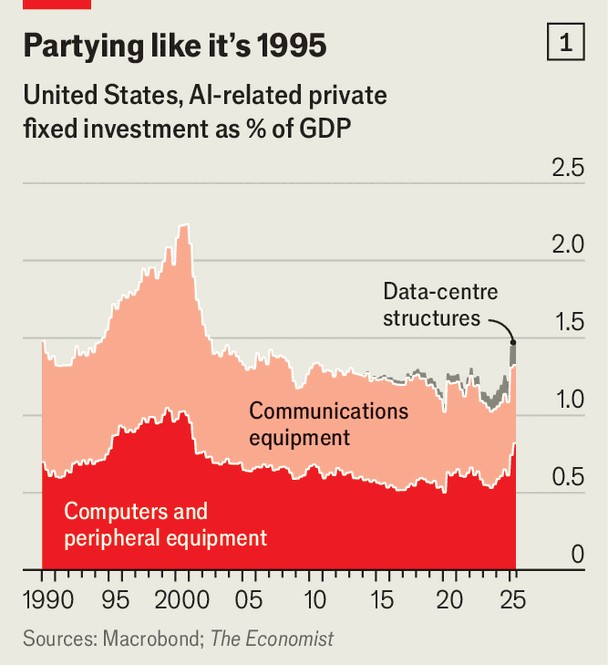 Partying like it's 1995
1
United States, AI-related private
fixed investment as % of GDP
2.5
2.0
Data-centre
structures
1.5
Communications
equipment
1.0
0.5
Computers and
peripheral equipment
0
1990 95 2000 05 10 15 20 25
Sources: Macrobond; The Economist